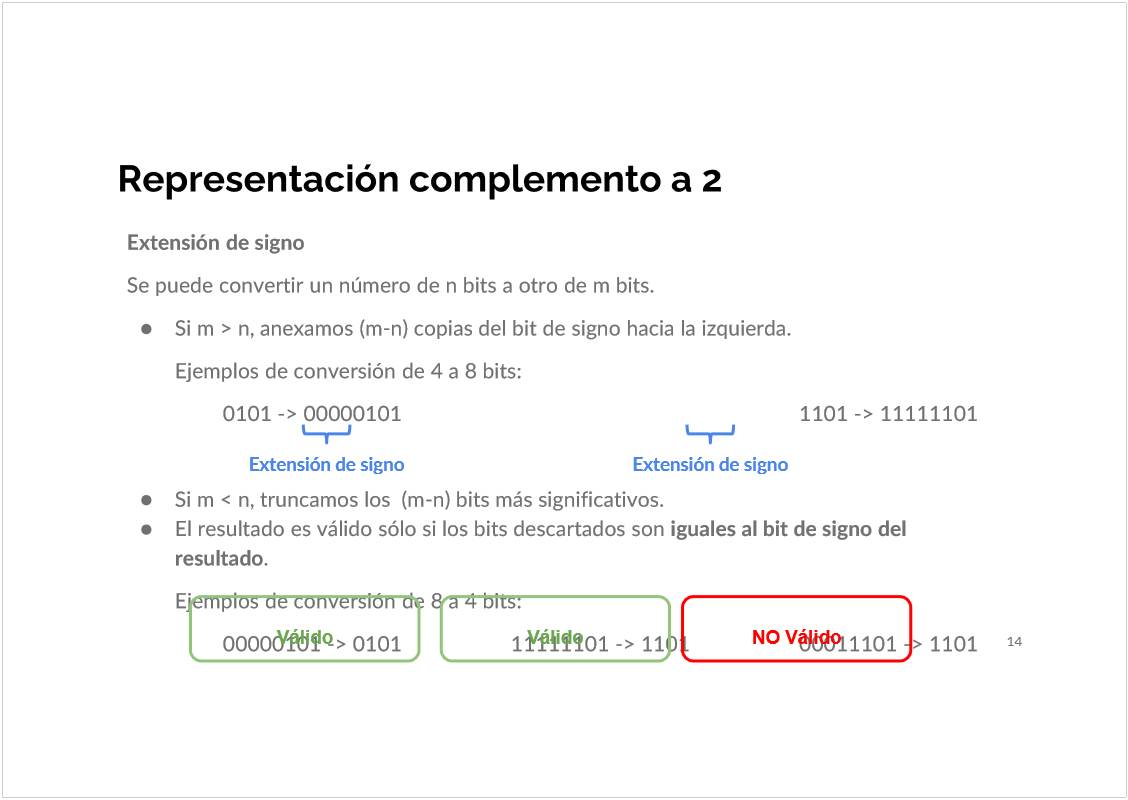 Representación complemento a 2
Extensión de signo
Se puede convertir un número de n bits a otro de m bits.
● Si m > n, anexamos (m-n) copias del bit de signo hacia la izquierda.
Ejemplos de conversión de 4 a 8 bits:
0101 -> 00000101 1101 -> 11111101
Extensión de signo Extensión de signo
● Si m < n, truncamos los (m-n) bits más significativos.
● El resultado es válido sólo si los bits descartados son iguales al bit de signo del
resultado.
Ejemplos de conversión de 8 a 4 bits:
Válido Válido NO Válido
00000101 -> 0101 11111101 -> 1101 00011101 -> 1101
14